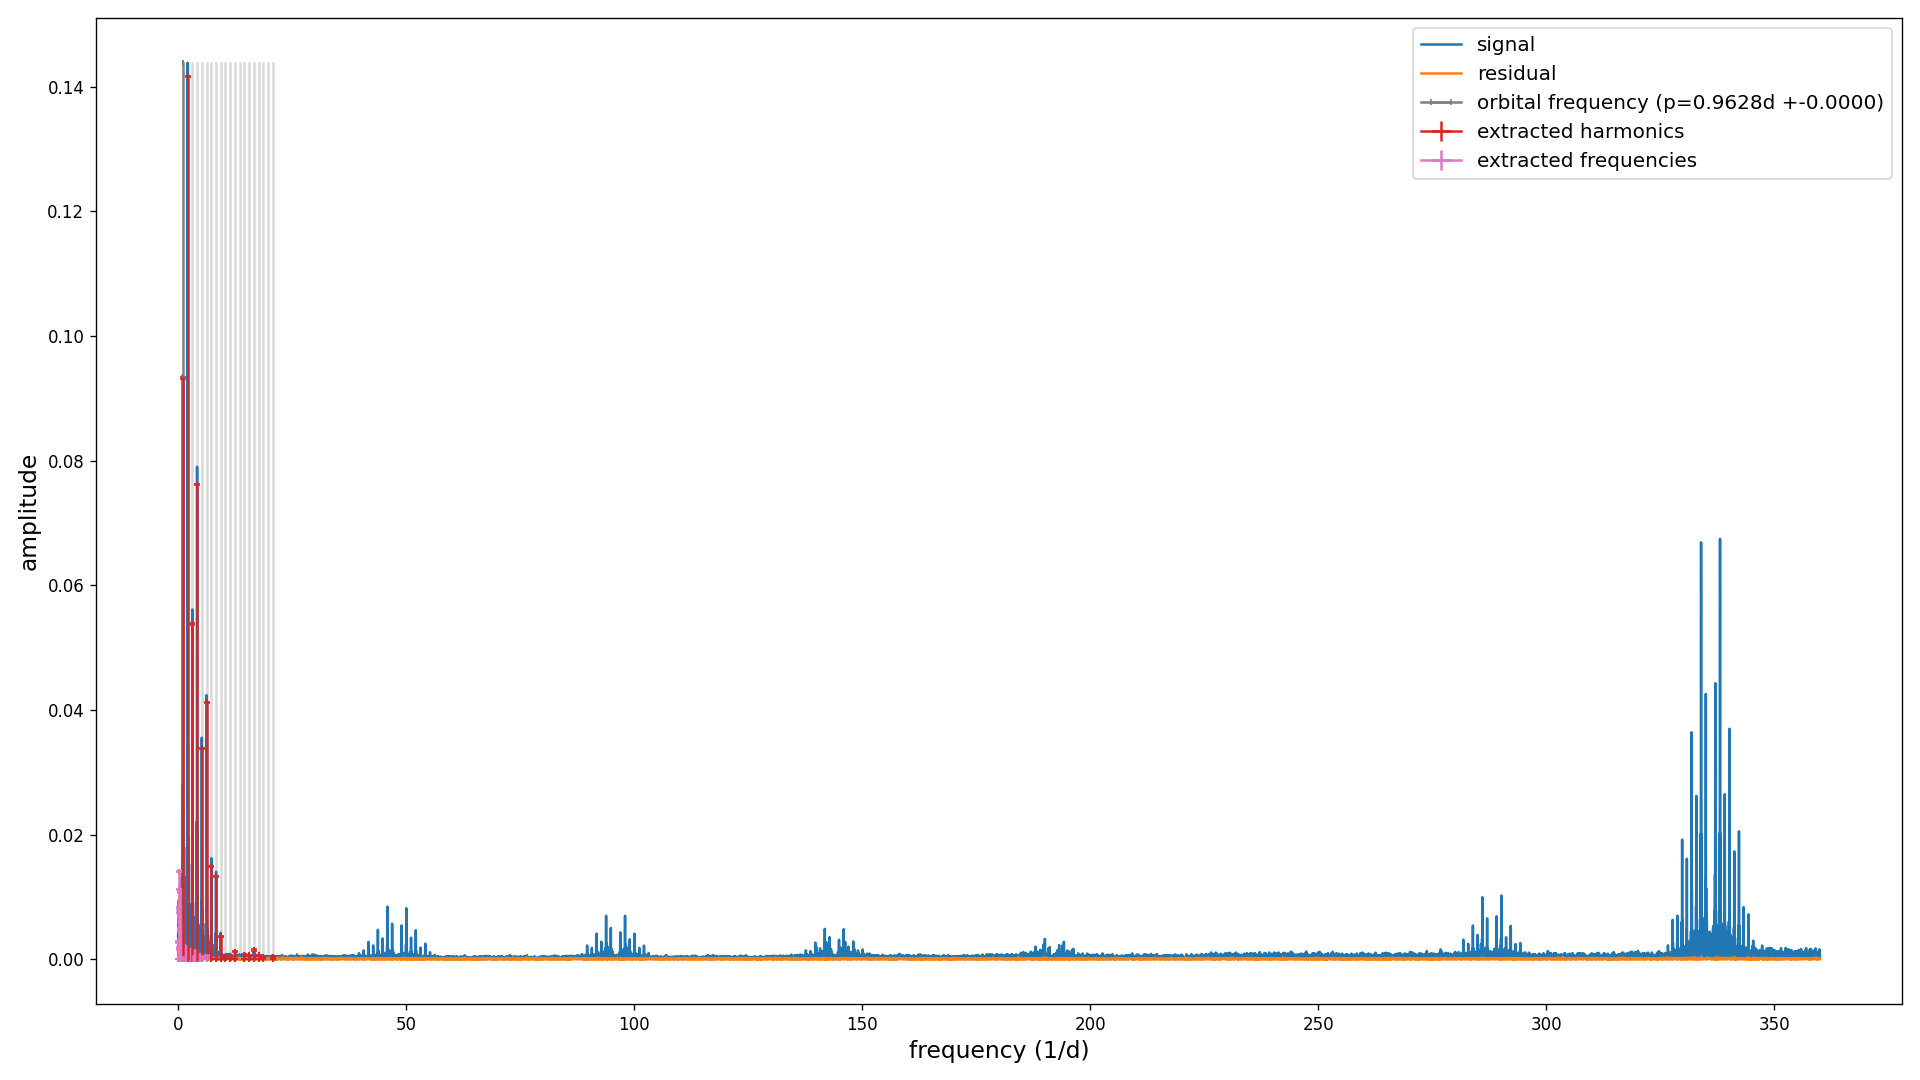 signal
residual
orbital frequency (p=0.9628d +-0.0000)
extracted harmonics
extracted frequencies
0.14
0.12
0.10
0.08
0.06
0.04
0.02
0.00
amplitude
0 50 100 150 200 250 300 350
frequency (1/d)